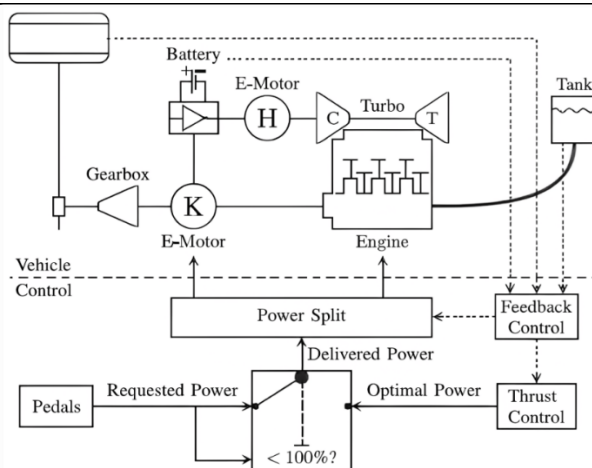 Battery
+
E-Motor
Tank
H
C
Turbo
T
Gearbox
K
E-Motor
Engine
Vehicle
Control
Power Split
Feedback
Control
Delivered Power
Pedals
Requested Power
Optimal Power
Thrust
Control
< 100%?